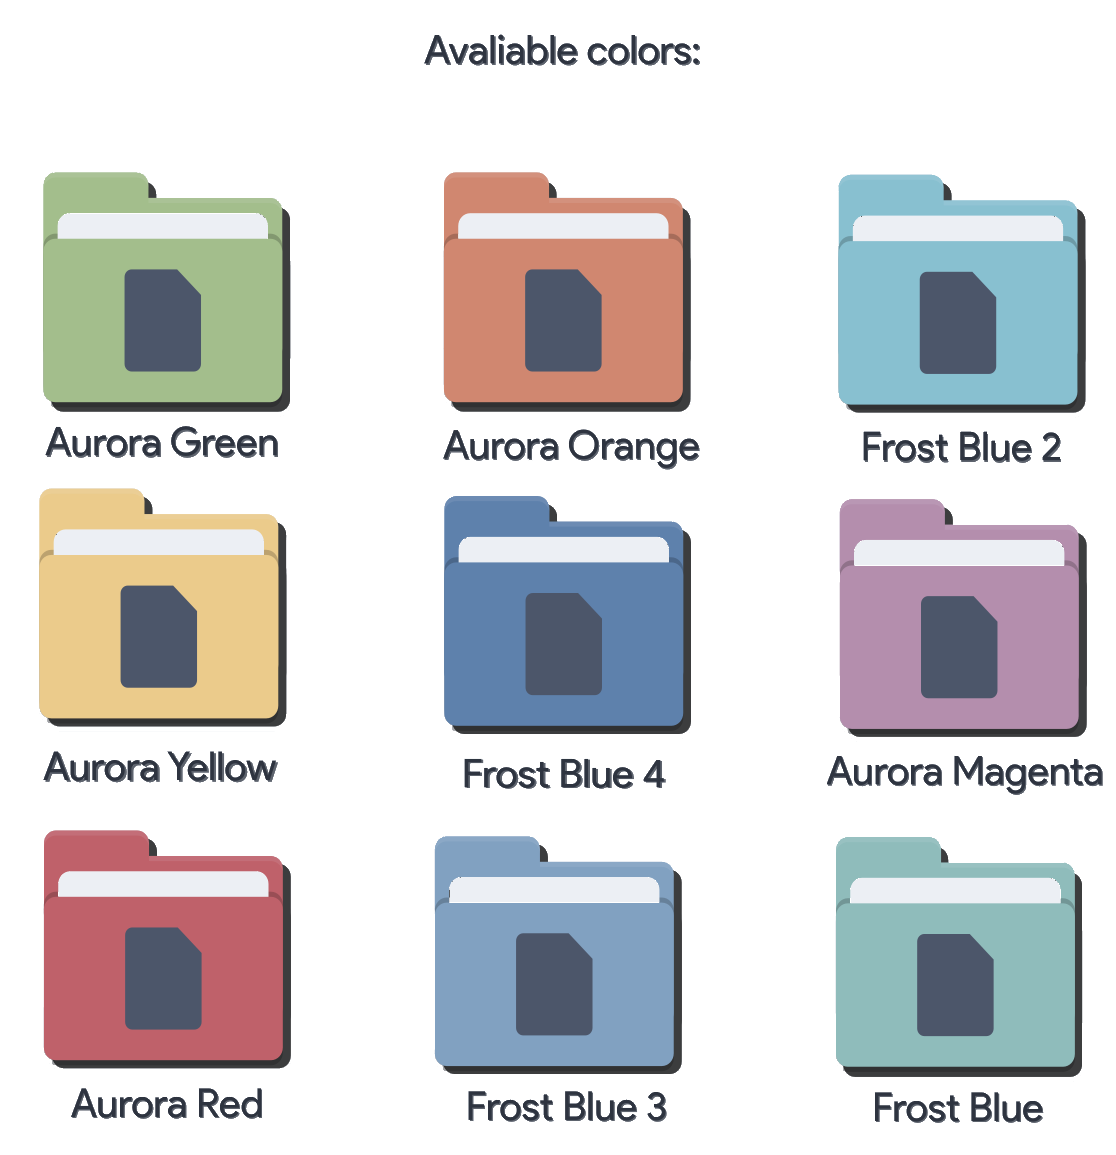 Avaliable colors:
Aurora Green
Aurora Orange
Frost Blue 2
Aurora Yellow
Frost Blue 4
Aurora Magenta
Aurora Red
Frost Blue 3
Frost Blue